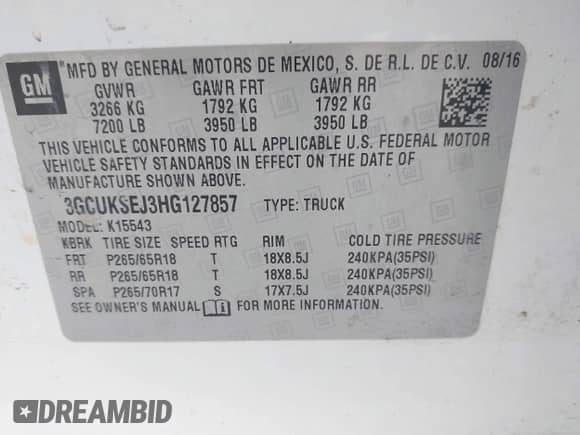 GM
*MFD BY GENERAL MOTORS DE MEXICO, S. DE R.L. DE C.V. 08/16
GVWR GAWR FRT GAWR RR
3266 KG 1792 KG 1792 KG
7200 LB 3950 LB 3950 LB
THIS VEHICLE CONFORMS TO ALL APPLICABLE U.S. FEDERAL MOTOR
VEHICLE SAFETY STANDARDS IN EFFECT ON THE DATE OF
MANUFACTURE SHOWN ABOVE.
3GCUKSEJ3HG127857 TYPE: TRUCK
MODEL: K15543
KBRK TIRE SIZE SPEED RTG RIM COLD TIRE PRESSURE
FRT P265/65R18 T 18X8.5J 240KPA(35PSI)
RR P265/65R18 T 18X8.5J 240KPA(35PSI)
SPA P265/70R17 S 17X7.5J 240KPA(35PSI)
SEE OWNER'S MANUAL FOR MORE INFORMATION.
DREAMBID